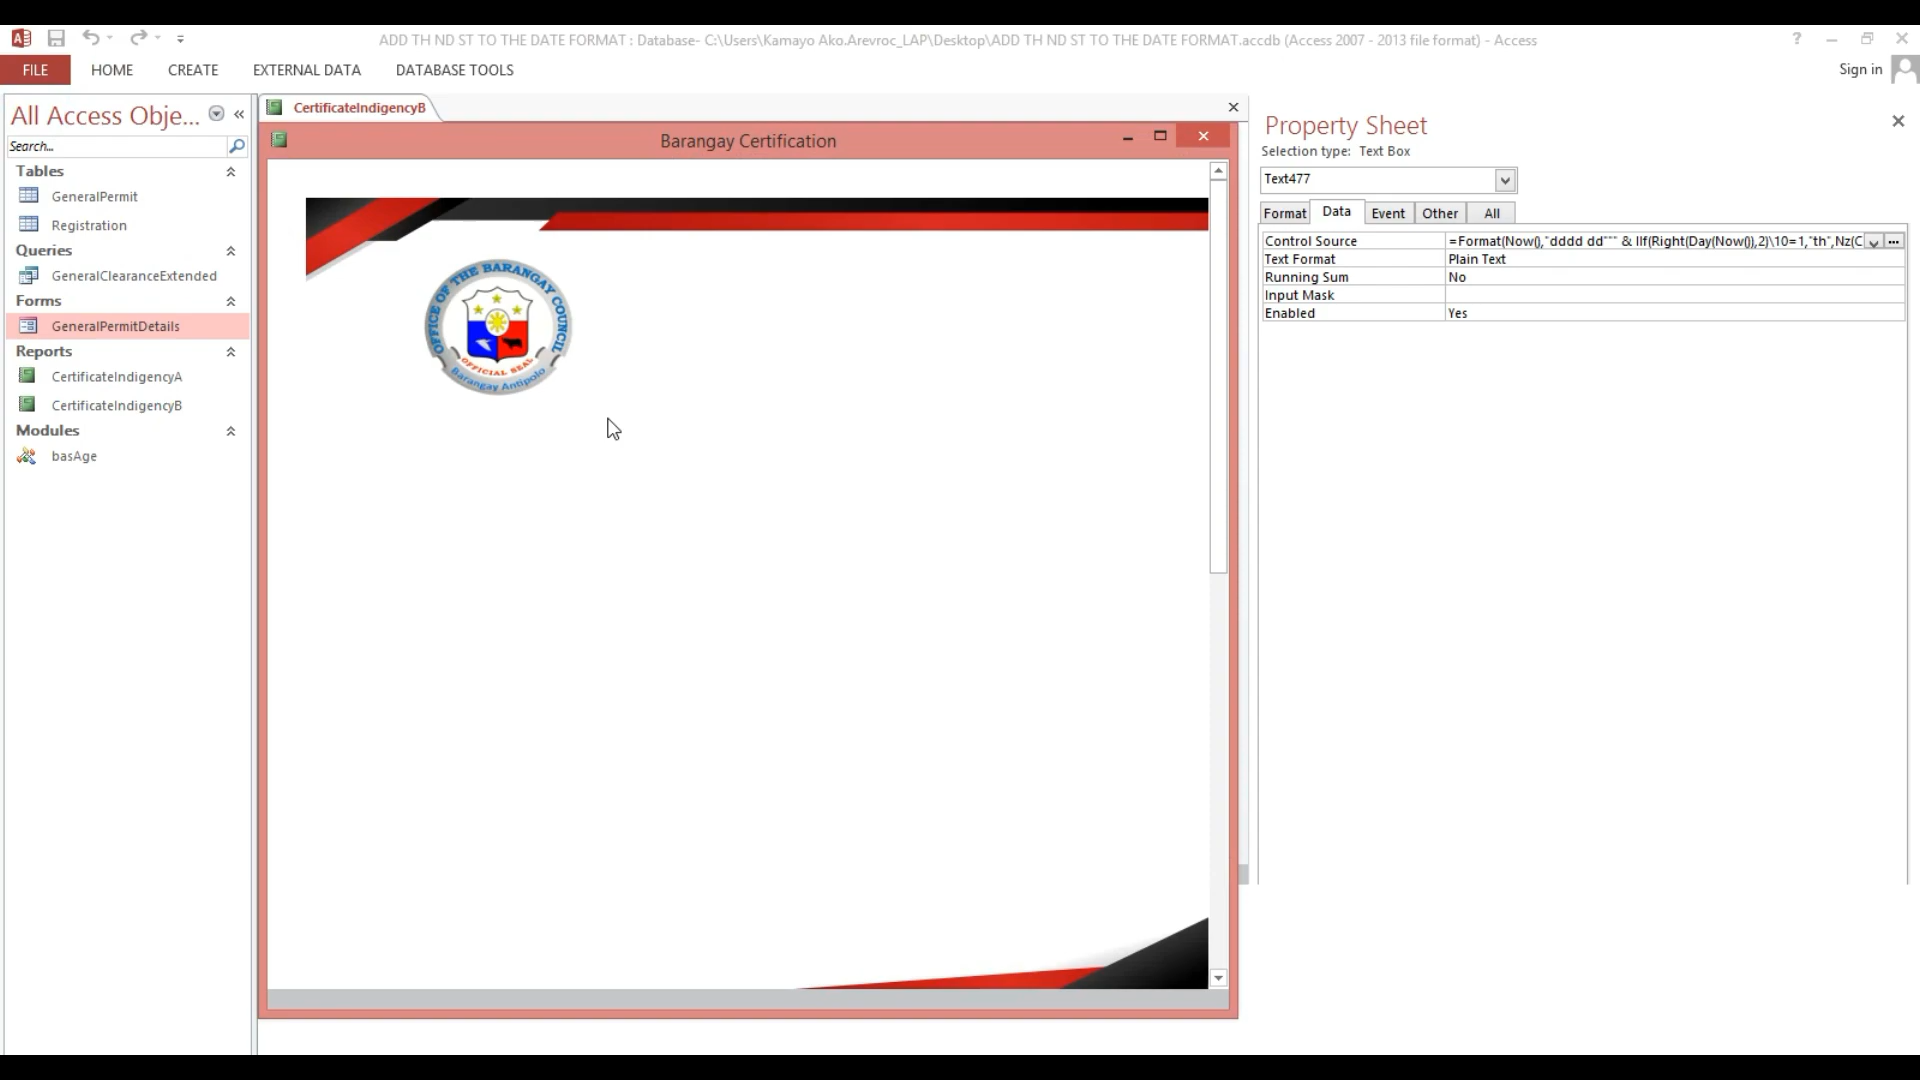 ADD TH ND ST TO THE DATE FORMAT : Database- C:\Users\Kamayo Ako.Arevroc_LAP\Desktop\ADD TH ND ST TO THE DATE FORMAT.accdb (Access 2007 - 2013 file format) - Access
FILE HOME CREATE EXTERNAL DATA DATABASE TOOLS Sign in
All Access Obje...
Search...
Tables
GeneralPermit
Registration
Queries
GeneralClearanceExtended
Forms
GeneralPermitDetails
Reports
CertificateIndigencyA
CertificateIndigencyB
Modules
basAge
CertificateIndigencyB
Barangay Certification
OFFICE OF THE BARANGAY COUNCIL
OFFICIAL SEAL
Barangay Antipolo
Property Sheet
Selection type: Text Box
Text477
Format Data Event Other All
Control Source =Format(Now(),"dddd dd""" & IIf(Right(Day(Now()),2)\10=1,"th",Nz(C
Text Format Plain Text
Running Sum No
Input Mask
Enabled Yes